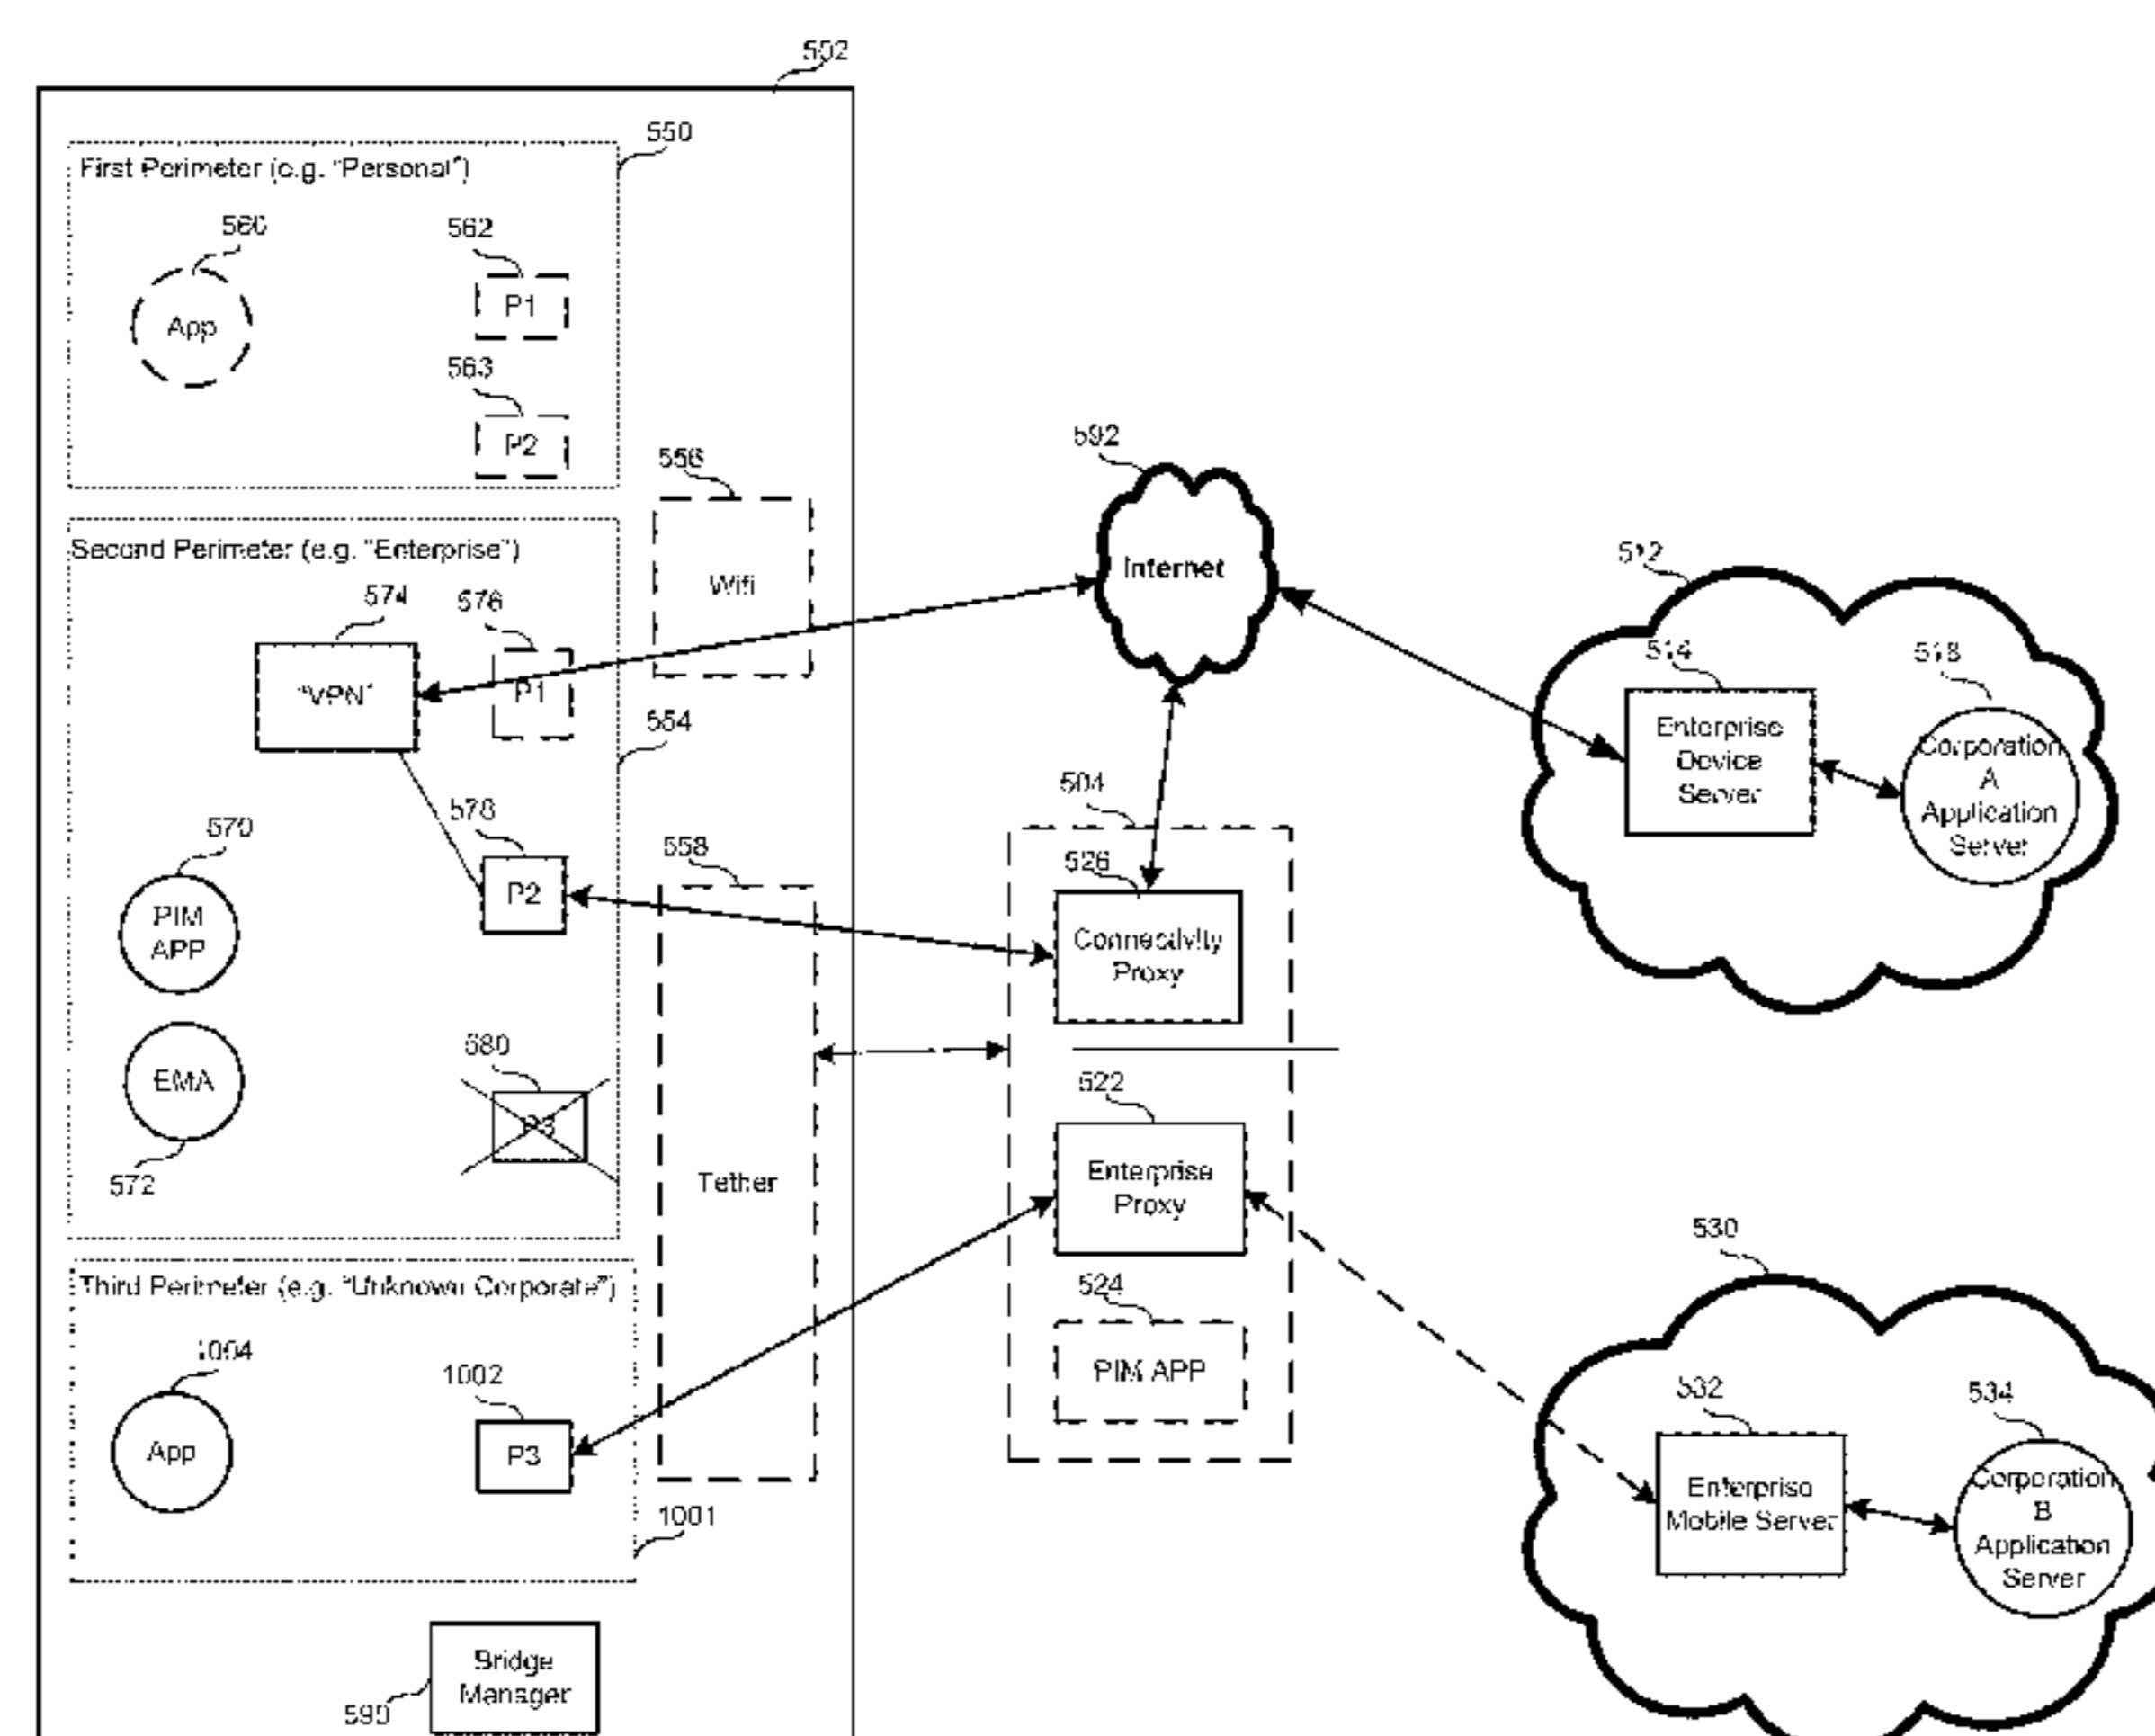 502
550
First Perimeter (e.g. "Personal")
560
562
App
P1
563
P2
556
Second Perimeter (e.g. "Enterprise")
Wifi
574
576
"VPN"
P1
554
592
Internet
512
514
518
Enterprise
Device
Server
Corporation
A
Application
Server
504
526
Connectivity
Proxy
578
P2
558
570
PIM
APP
EMA
572
580
P3
Tether
522
Enterprise
Proxy
524
PIM APP
530
532
534
Enterprise
Mobile Server
Corporation
B
Application
Server
Third Perimeter (e.g. "Unknown Corporate")
1004
1002
App
P3
1001
Bridge
Manager
590